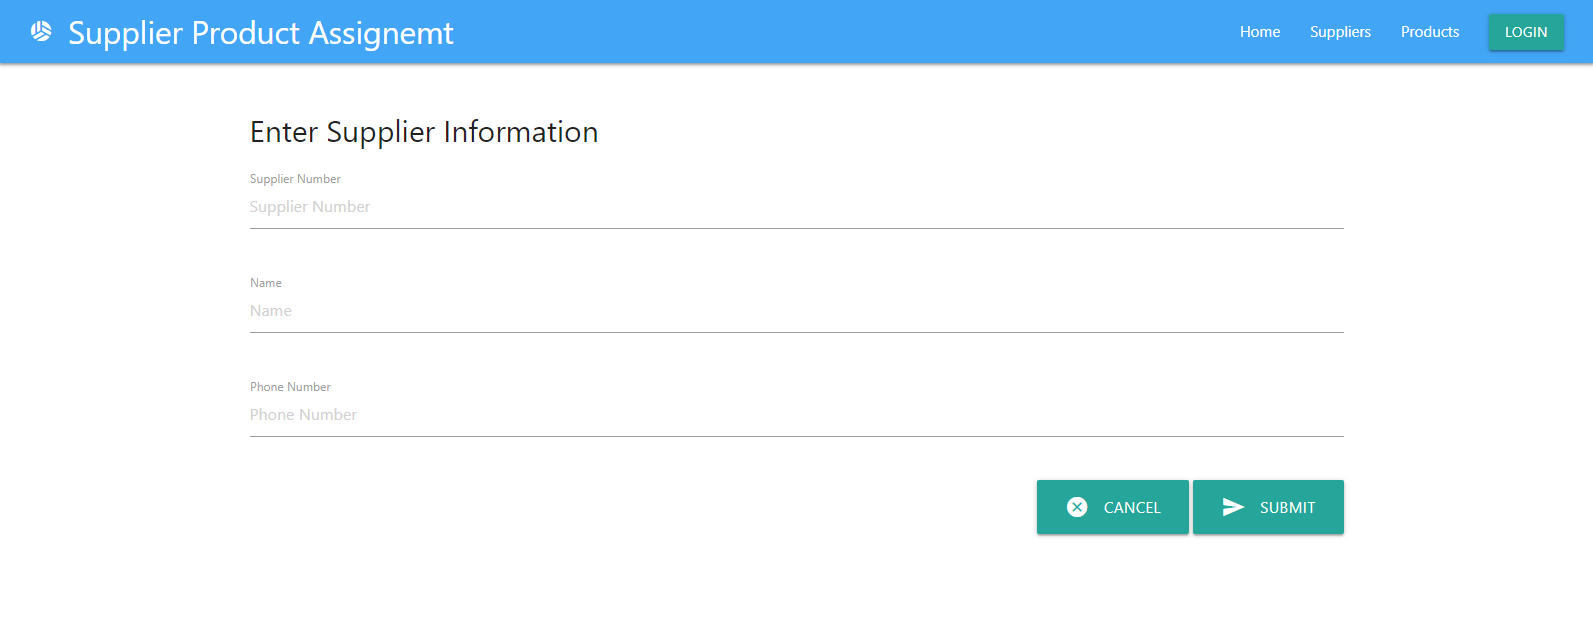 Supplier Product Assignemt
Home Suppliers Products LOGIN
Enter Supplier Information
Supplier Number
Supplier Number
Name
Name
Phone Number
Phone Number
CANCEL SUBMIT